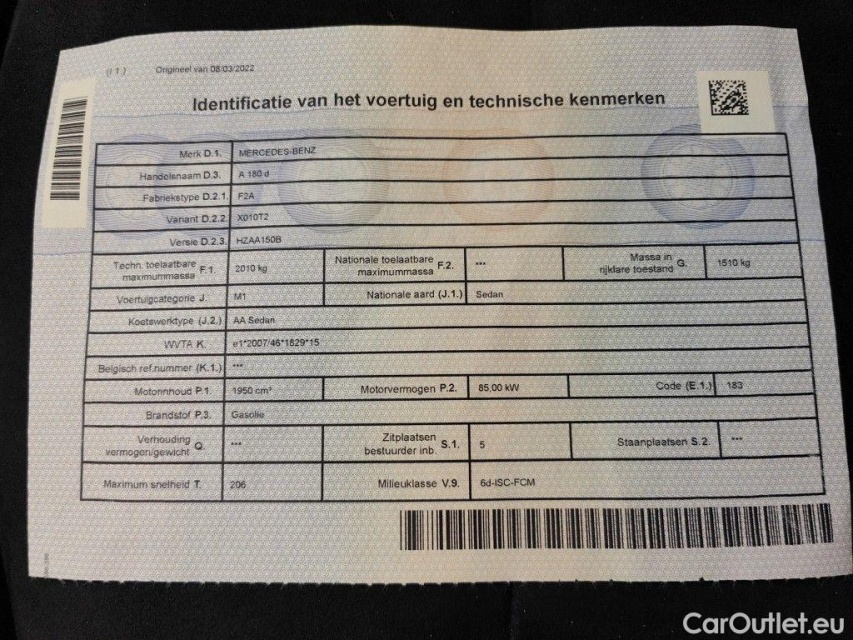 ( I 1 ) Origineel van 08/03/2022
Identificatie van het voertuig en technische kenmerken
Merk D.1. MERCEDES-BENZ
Handelsnaam D.3. A 180 d
Fabriekstype D.2.1. F2A
Variant D.2.2. X010T2
Versie D.2.3. HZAA150B
Techn. toelaatbare maximummassa F.1. 2010 kg Nationale toelaatbare maximummassa F.2. *** Massa in rijklare toestand G. 1510 kg
Voertuigcategorie J. M1 Nationale aard (J.1.) Sedan
Koetswerktype (J.2.) AA Sedan
WVTA K. e1*2007/46*1829*15
Belgisch ref.nummer (K.1.) ***
Motorinhoud P.1. 1950 cm³ Motorvermogen P.2. 85,00 kW Code (E.1.) 183
Brandstof P.3. Gasolie
Verhouding vermogen/gewicht Q. *** Zitplaatsen bestuurder inb. S.1. 5 Staanplaatsen S.2. ***
Maximum snelheid T. 206 Milieuklasse V.9. 6d-ISC-FCM
CarOutlet.eu